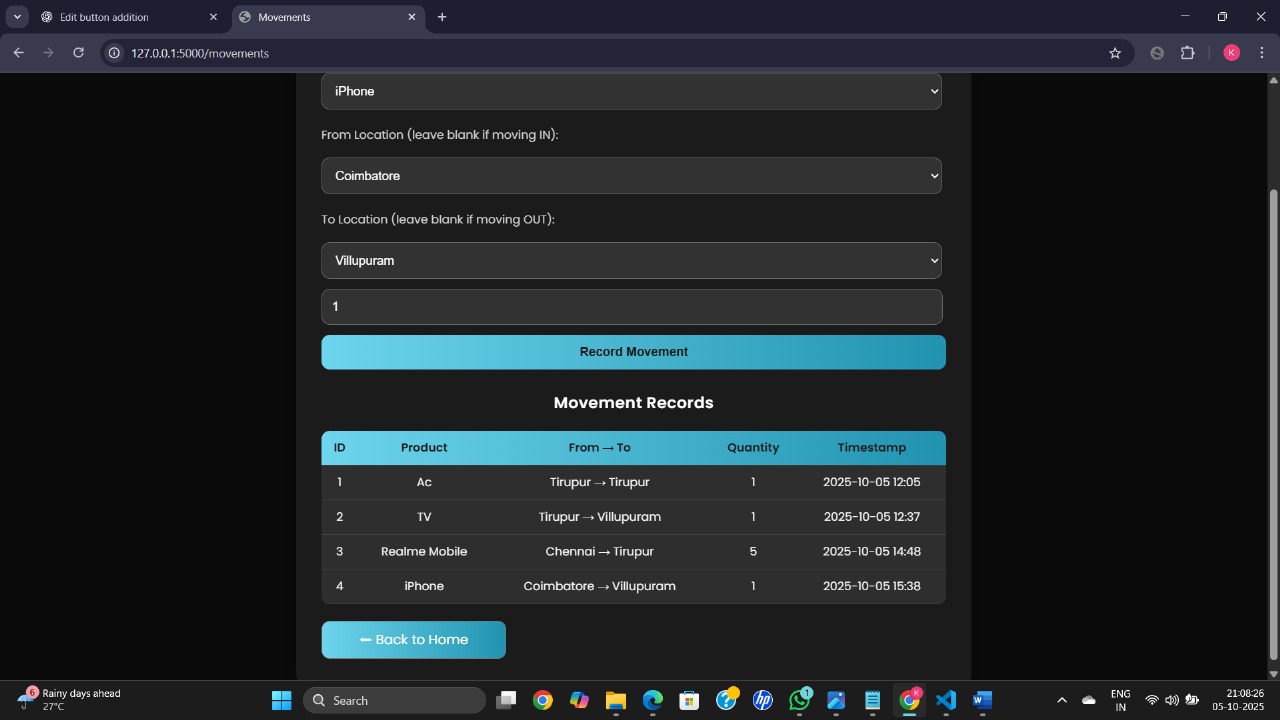 Edit button addition
Movements
127.0.0.1:5000/movements
K
iPhone
From Location (leave blank if moving IN):
Coimbatore
To Location (leave blank if moving OUT):
Villupuram
1
Record Movement
Movement Records
ID Product From → To Quantity Timestamp
1 Ac Tirupur → Tirupur 1 2025-10-05 12:05
2 TV Tirupur → Villupuram 1 2025-10-05 12:37
3 Realme Mobile Chennai → Tirupur 5 2025-10-05 14:48
4 iPhone Coimbatore → Villupuram 1 2025-10-05 15:38
⬅ Back to Home
6 Rainy days ahead
27°C
Search
hp
1
K
W
ENG
IN
21:08:26
05-10-2025